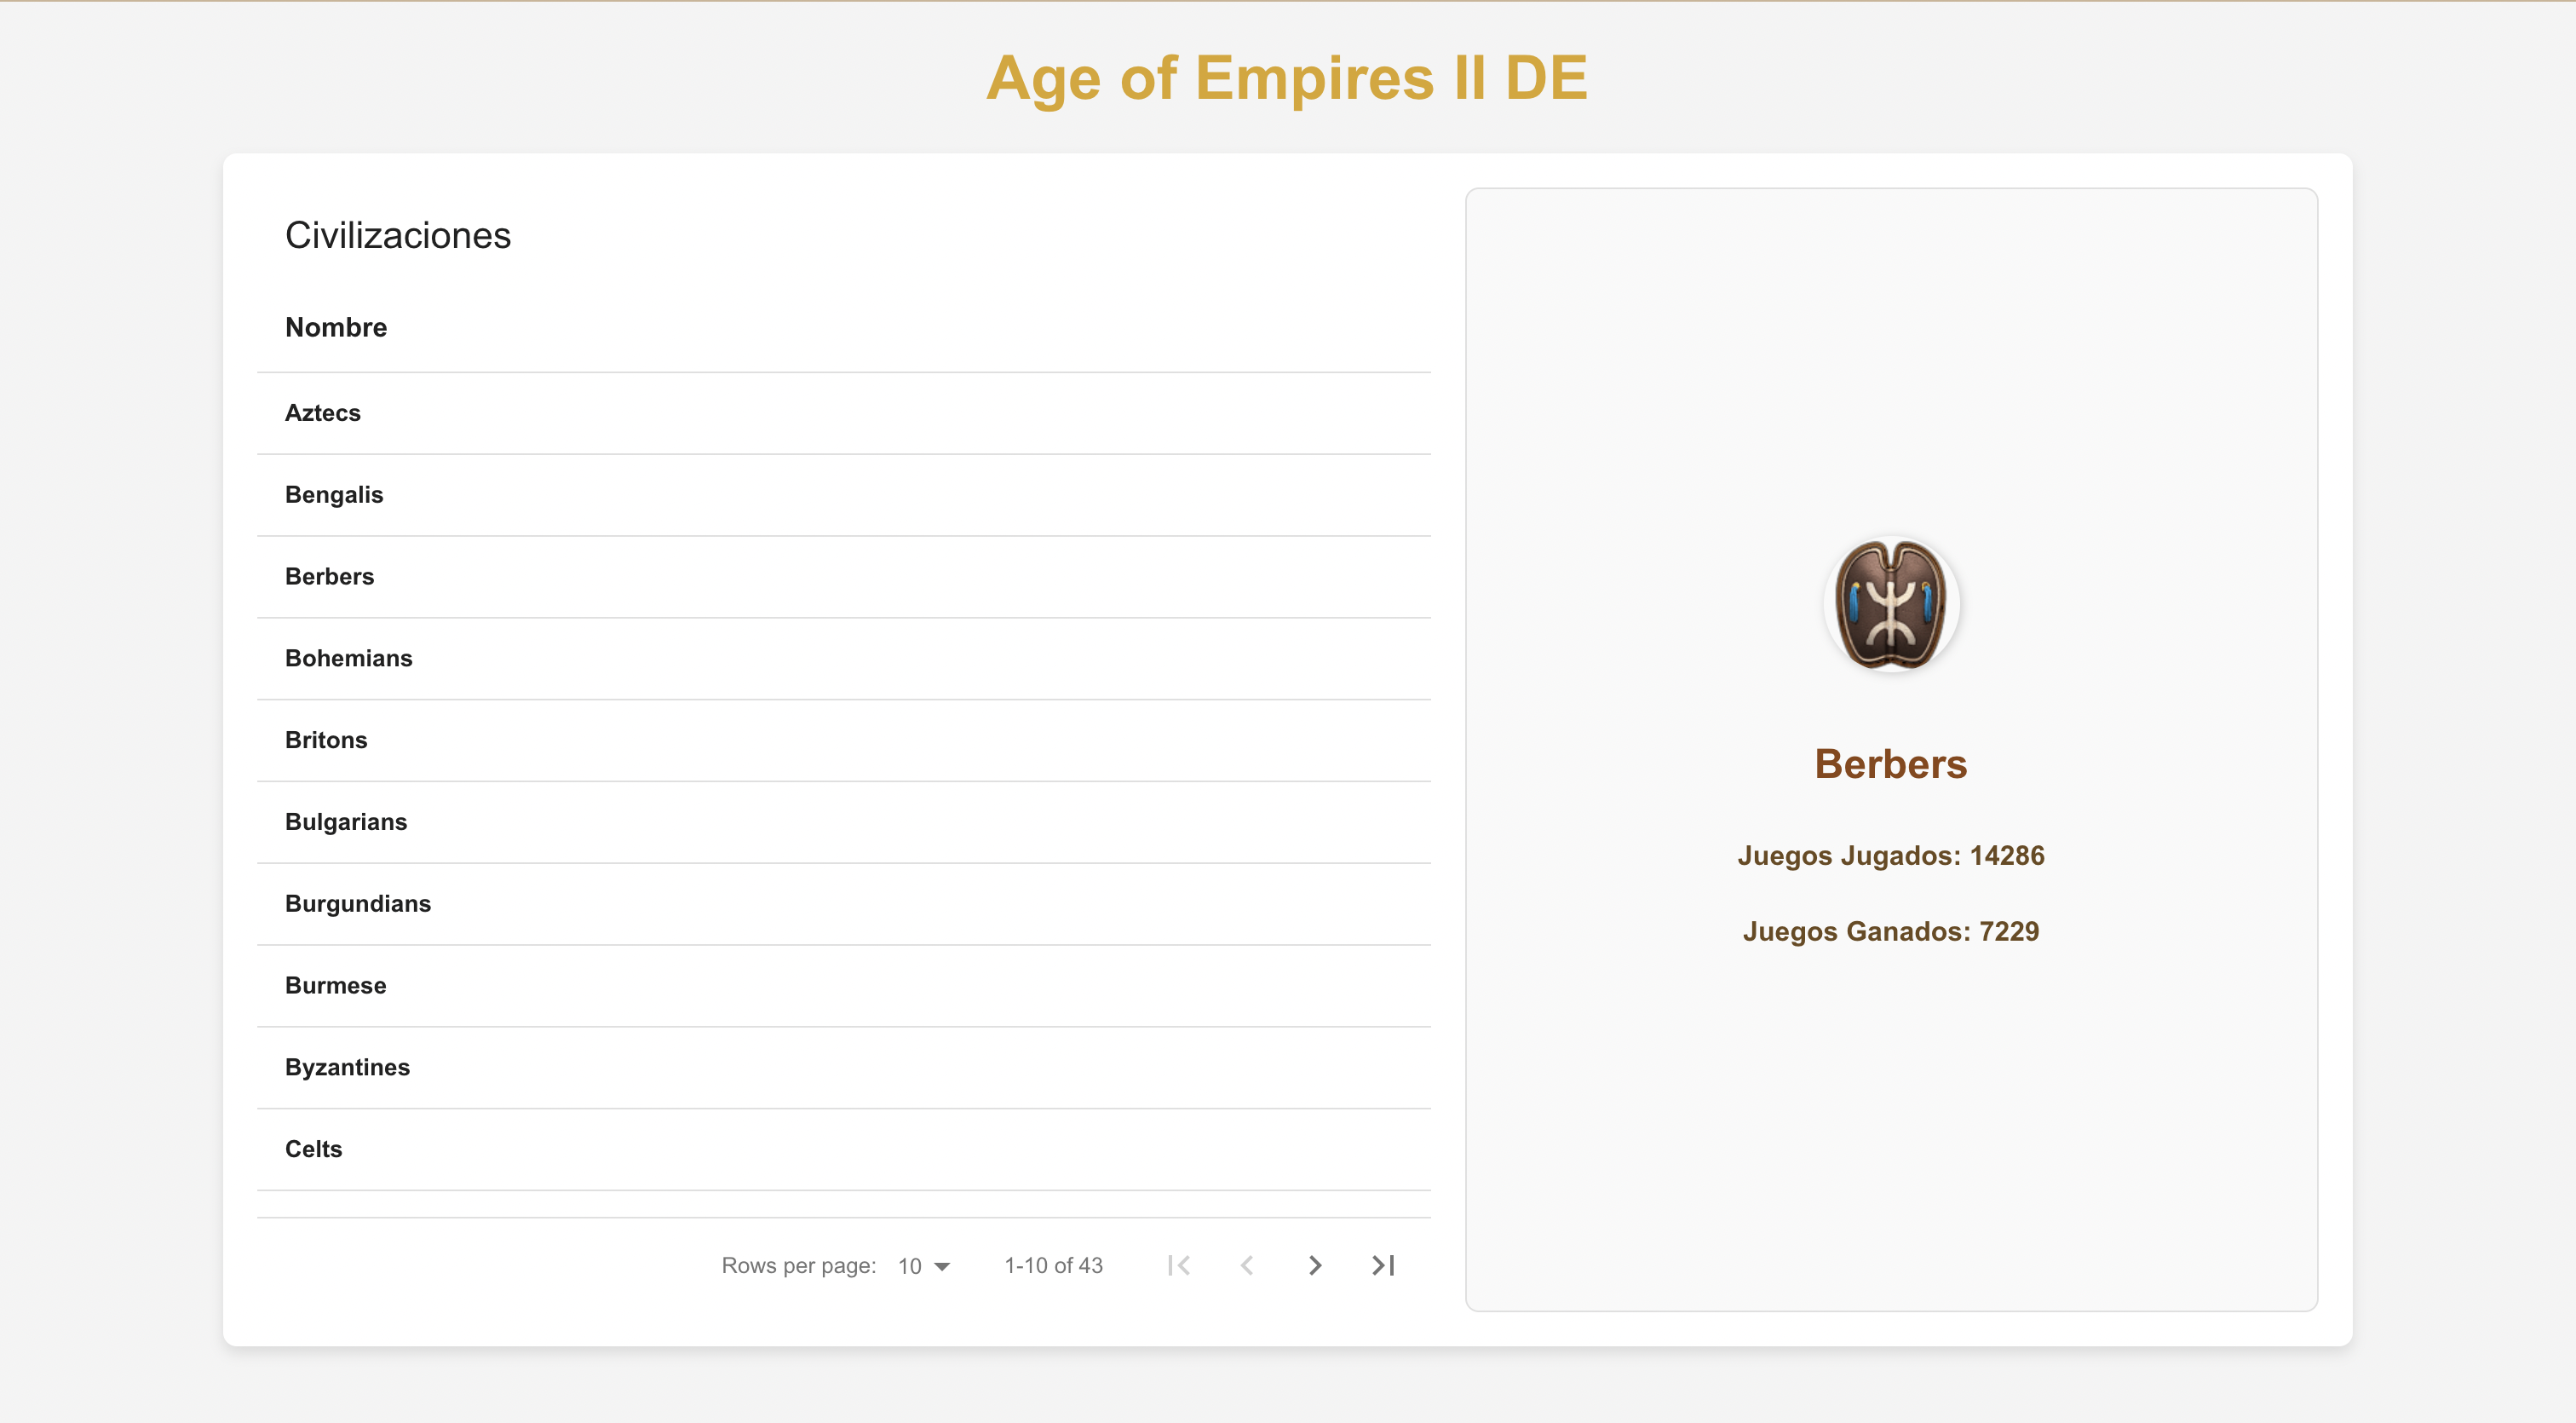 Age of Empires II DE
Civilizaciones
Nombre
Aztecs
Bengalis
Berbers
Bohemians
Britons
Bulgarians
Burgundians
Burmese
Byzantines
Celts
Rows per page: 10 1-10 of 43
Berbers
Juegos Jugados: 14286
Juegos Ganados: 7229